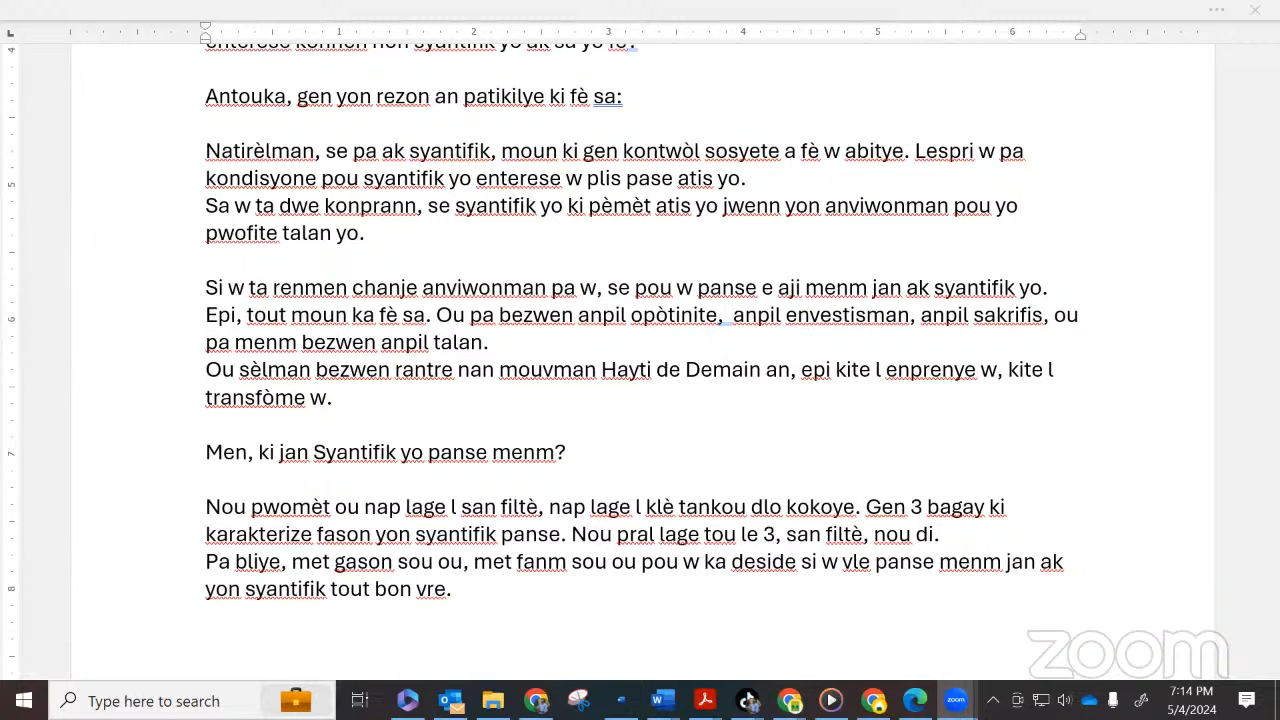 1 2 3 4 5 6
Antouka, gen yon rezon an patikilye ki fè sa:
Natirèlman, se pa ak syantifik, moun ki gen kontwòl sosyete a fè w abitye. Lespri w pa
kondisyone pou syantifik yo enterese w plis pase atis yo.
Sa w ta dwe konprann, se syantifik yo ki pèmèt atis yo jwenn yon anviwonman pou yo
pwofite talan yo.
Si w ta renmen chanje anviwonman pa w, se pou w panse e aji menm jan ak syantifik yo.
Epi, tout moun ka fè sa. Ou pa bezwen anpil opòtinite,  anpil envestisman, anpil sakrifis, ou
pa menm bezwen anpil talan.
Ou sèlman bezwen rantre nan mouvman Hayti de Demain an, epi kite l enprenye w, kite l
transfòme w.
Men, ki jan Syantifik yo panse menm?
Nou pwomèt ou nap lage l san filtè, nap lage l klè tankou dlo kokoye. Gen 3 bagay ki
karakterize fason yon syantifik panse. Nou pral lage tou le 3, san filtè, nou di.
Pa bliye, met gason sou ou, met fanm sou ou pou w ka deside si w vle panse menm jan ak
yon syantifik tout bon vre.
zoom
Type here to search
zoom
7:14 PM
5/4/2024